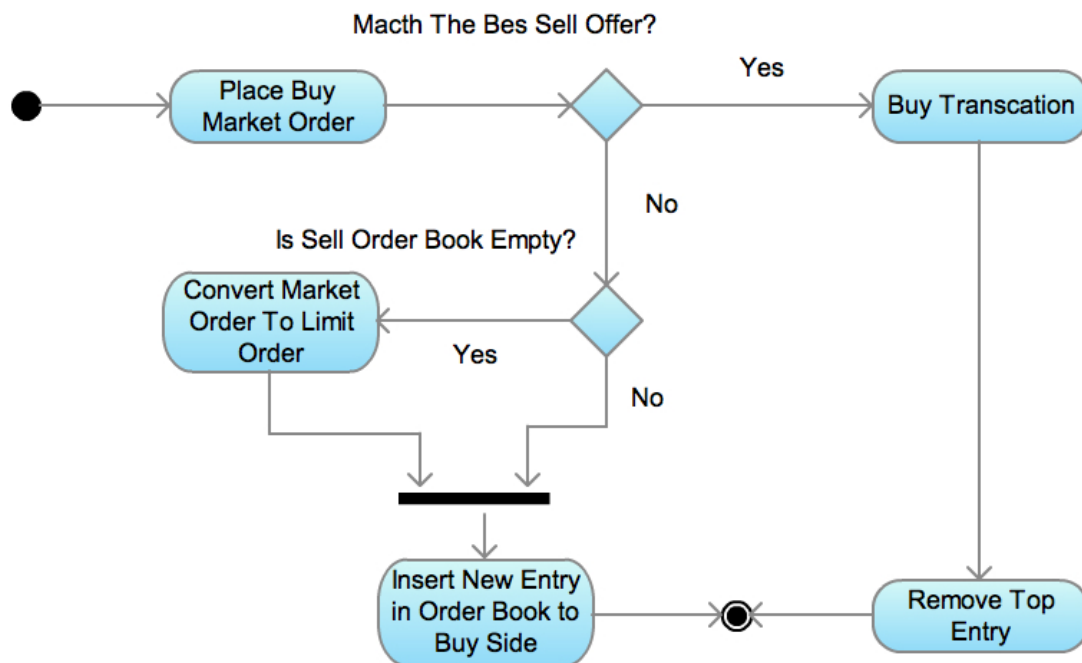 Macth The Bes Sell Offer?
Yes
Place Buy
Market Order
Buy Transcation
No
Is Sell Order Book Empty?
Convert Market
Order To Limit
Order
Yes
No
Insert New Entry
in Order Book to
Buy Side
Remove Top
Entry